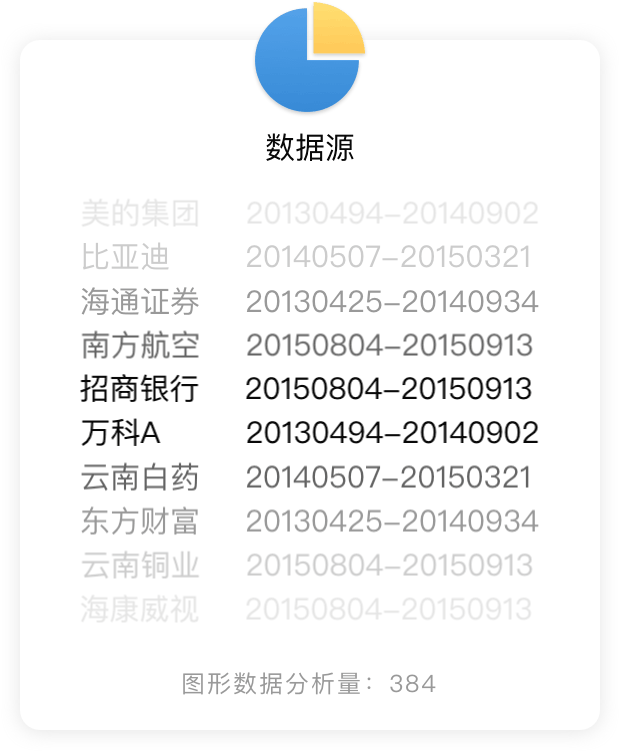 数据源
美的集团 20130494-20140902
比亚迪 20140507-20150321
海通证券 20130425-20140934
南方航空 20150804-20150913
招商银行 20150804-20150913
万科A 20130494-20140902
云南白药 20140507-20150321
东方财富 20130425-20140934
云南铜业 20150804-20150913
海康威视 20150804-20150913
图形数据分析量：384